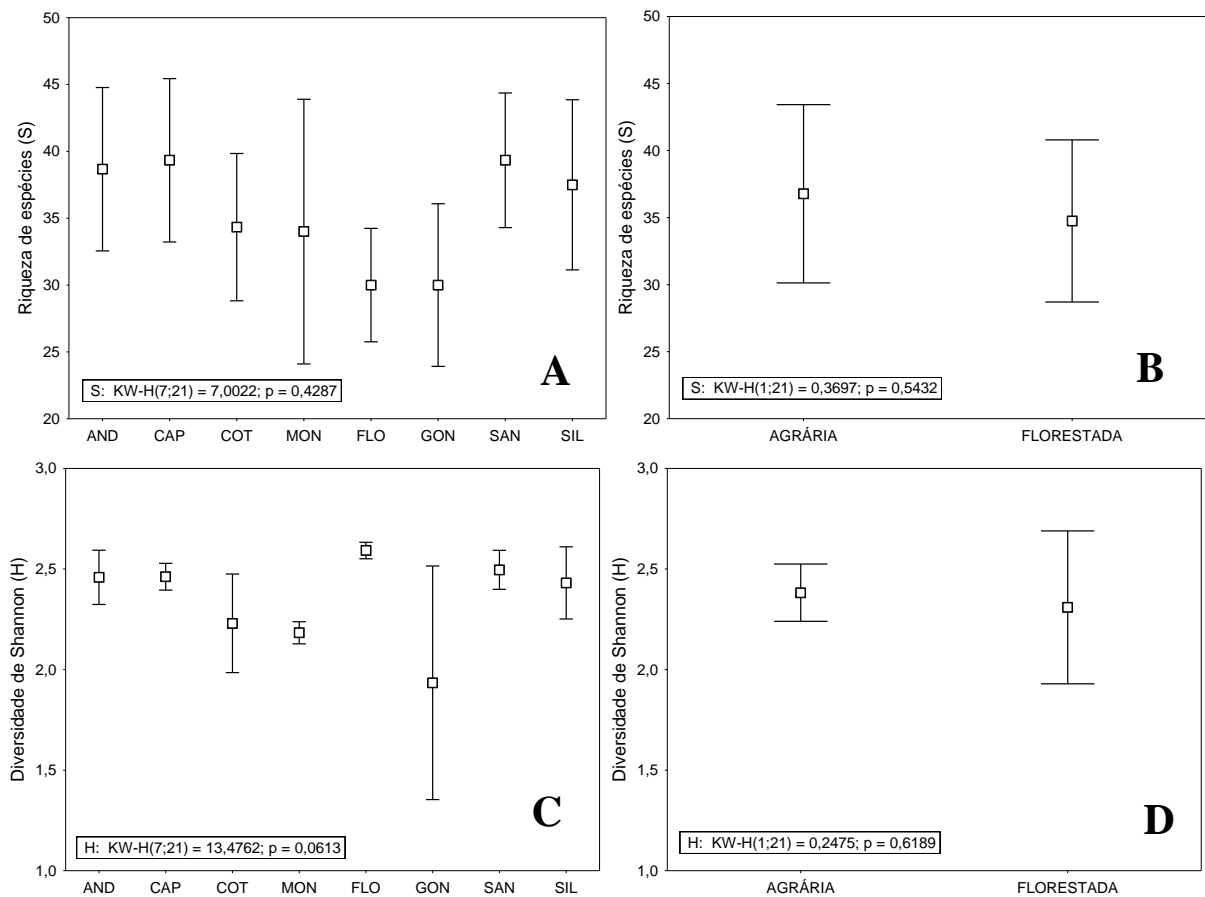 50
45
40
35
30
25
20
Riqueza de espécies (S)
S: KW-H(7;21) = 7,0022; p = 0,4287
A
AND CAP COT MON FLO GON SAN SIL
50
45
40
35
30
25
20
Riqueza de espécies (S)
S: KW-H(1;21) = 0,3697; p = 0,5432
B
AGRÁRIA FLORESTADA
3,0
2,5
2,0
1,5
1,0
Diversidade de Shannon (H)
H: KW-H(7;21) = 13,4762; p = 0,0613
C
AND CAP COT MON FLO GON SAN SIL
3,0
2,5
2,0
1,5
1,0
Diversidade de Shannon (H)
H: KW-H(1;21) = 0,2475; p = 0,6189
D
AGRÁRIA FLORESTADA